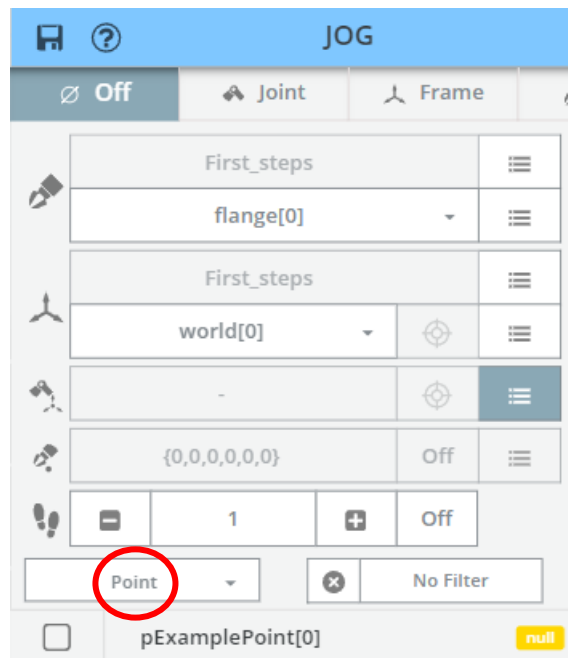 JOG
Off Joint Frame
First_steps
flange[0]
First_steps
world[0]
-
{0,0,0,0,0,0} Off
1 Off
Point No Filter
pExamplePoint[0] null